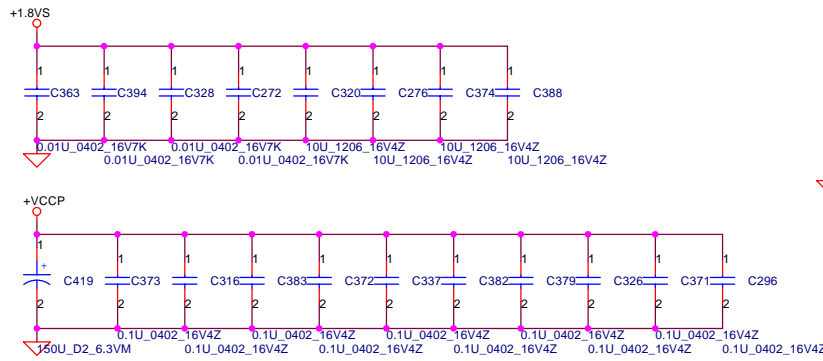 +1.8VS
1 1 1 1 1 1 1 1
C363 C394 C328 C272 C320 C276 C374 C388
2 2 2 2 2 2 2 2
0.01U_0402_16V7K 0.01U_0402_16V7K 10U_1206_16V4Z 10U_1206_16V4Z
0.01U_0402_16V7K 0.01U_0402_16V7K 10U_1206_16V4Z 10U_1206_16V4Z
+VCCP
1 1 1 1 1 1 1 1 1 1 1
+
C419 C373 C316 C383 C372 C337 C382 C379 C326 C371 C296
2 2 2 2 2 2 2 2 2 2 2
0.1U_0402_16V4Z 0.1U_0402_16V4Z 0.1U_0402_16V4Z 0.1U_0402_16V4Z 0.1U_0402_16V4Z
150U_D2_6.3VM 0.1U_0402_16V4Z 0.1U_0402_16V4Z 0.1U_0402_16V4Z 0.1U_0402_16V4Z 0.1U_0402_16V4Z